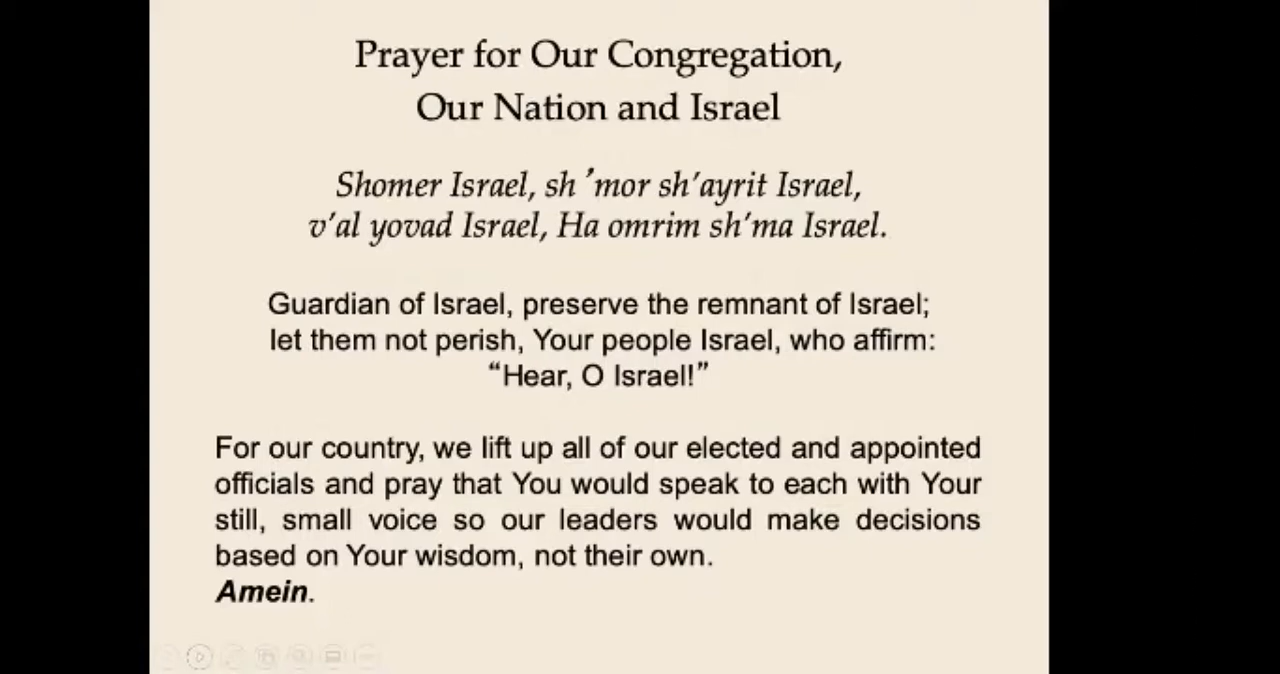 Prayer for Our Congregation,
Our Nation and Israel
Shomer Israel, sh ’mor sh’ayrit Israel,
v’al yovad Israel, Ha omrim sh’ma Israel.
Guardian of Israel, preserve the remnant of Israel;
let them not perish, Your people Israel, who affirm:
“Hear, O Israel!”
For our country, we lift up all of our elected and appointed
officials and pray that You would speak to each with Your
still, small voice so our leaders would make decisions
based on Your wisdom, not their own.
Amein.